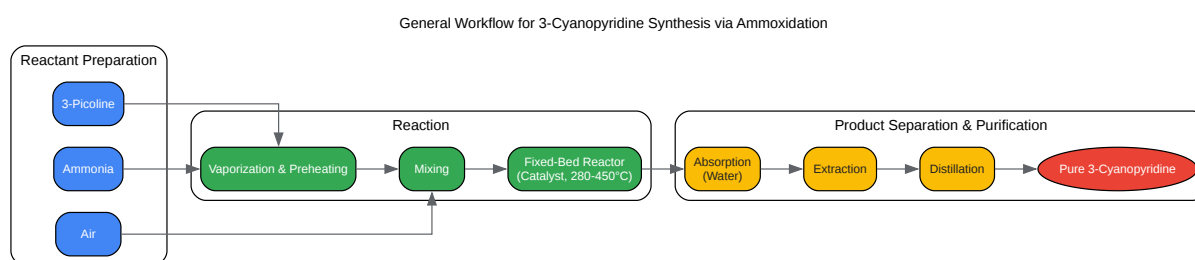 General Workflow for 3-Cyanopyridine Synthesis via Ammoxidation
Reactant Preparation
3-Picoline
Ammonia
Air
Reaction
Vaporization & Preheating
Mixing
Fixed-Bed Reactor
(Catalyst, 280-450°C)
Product Separation & Purification
Absorption
(Water)
Extraction
Distillation
Pure 3-Cyanopyridine